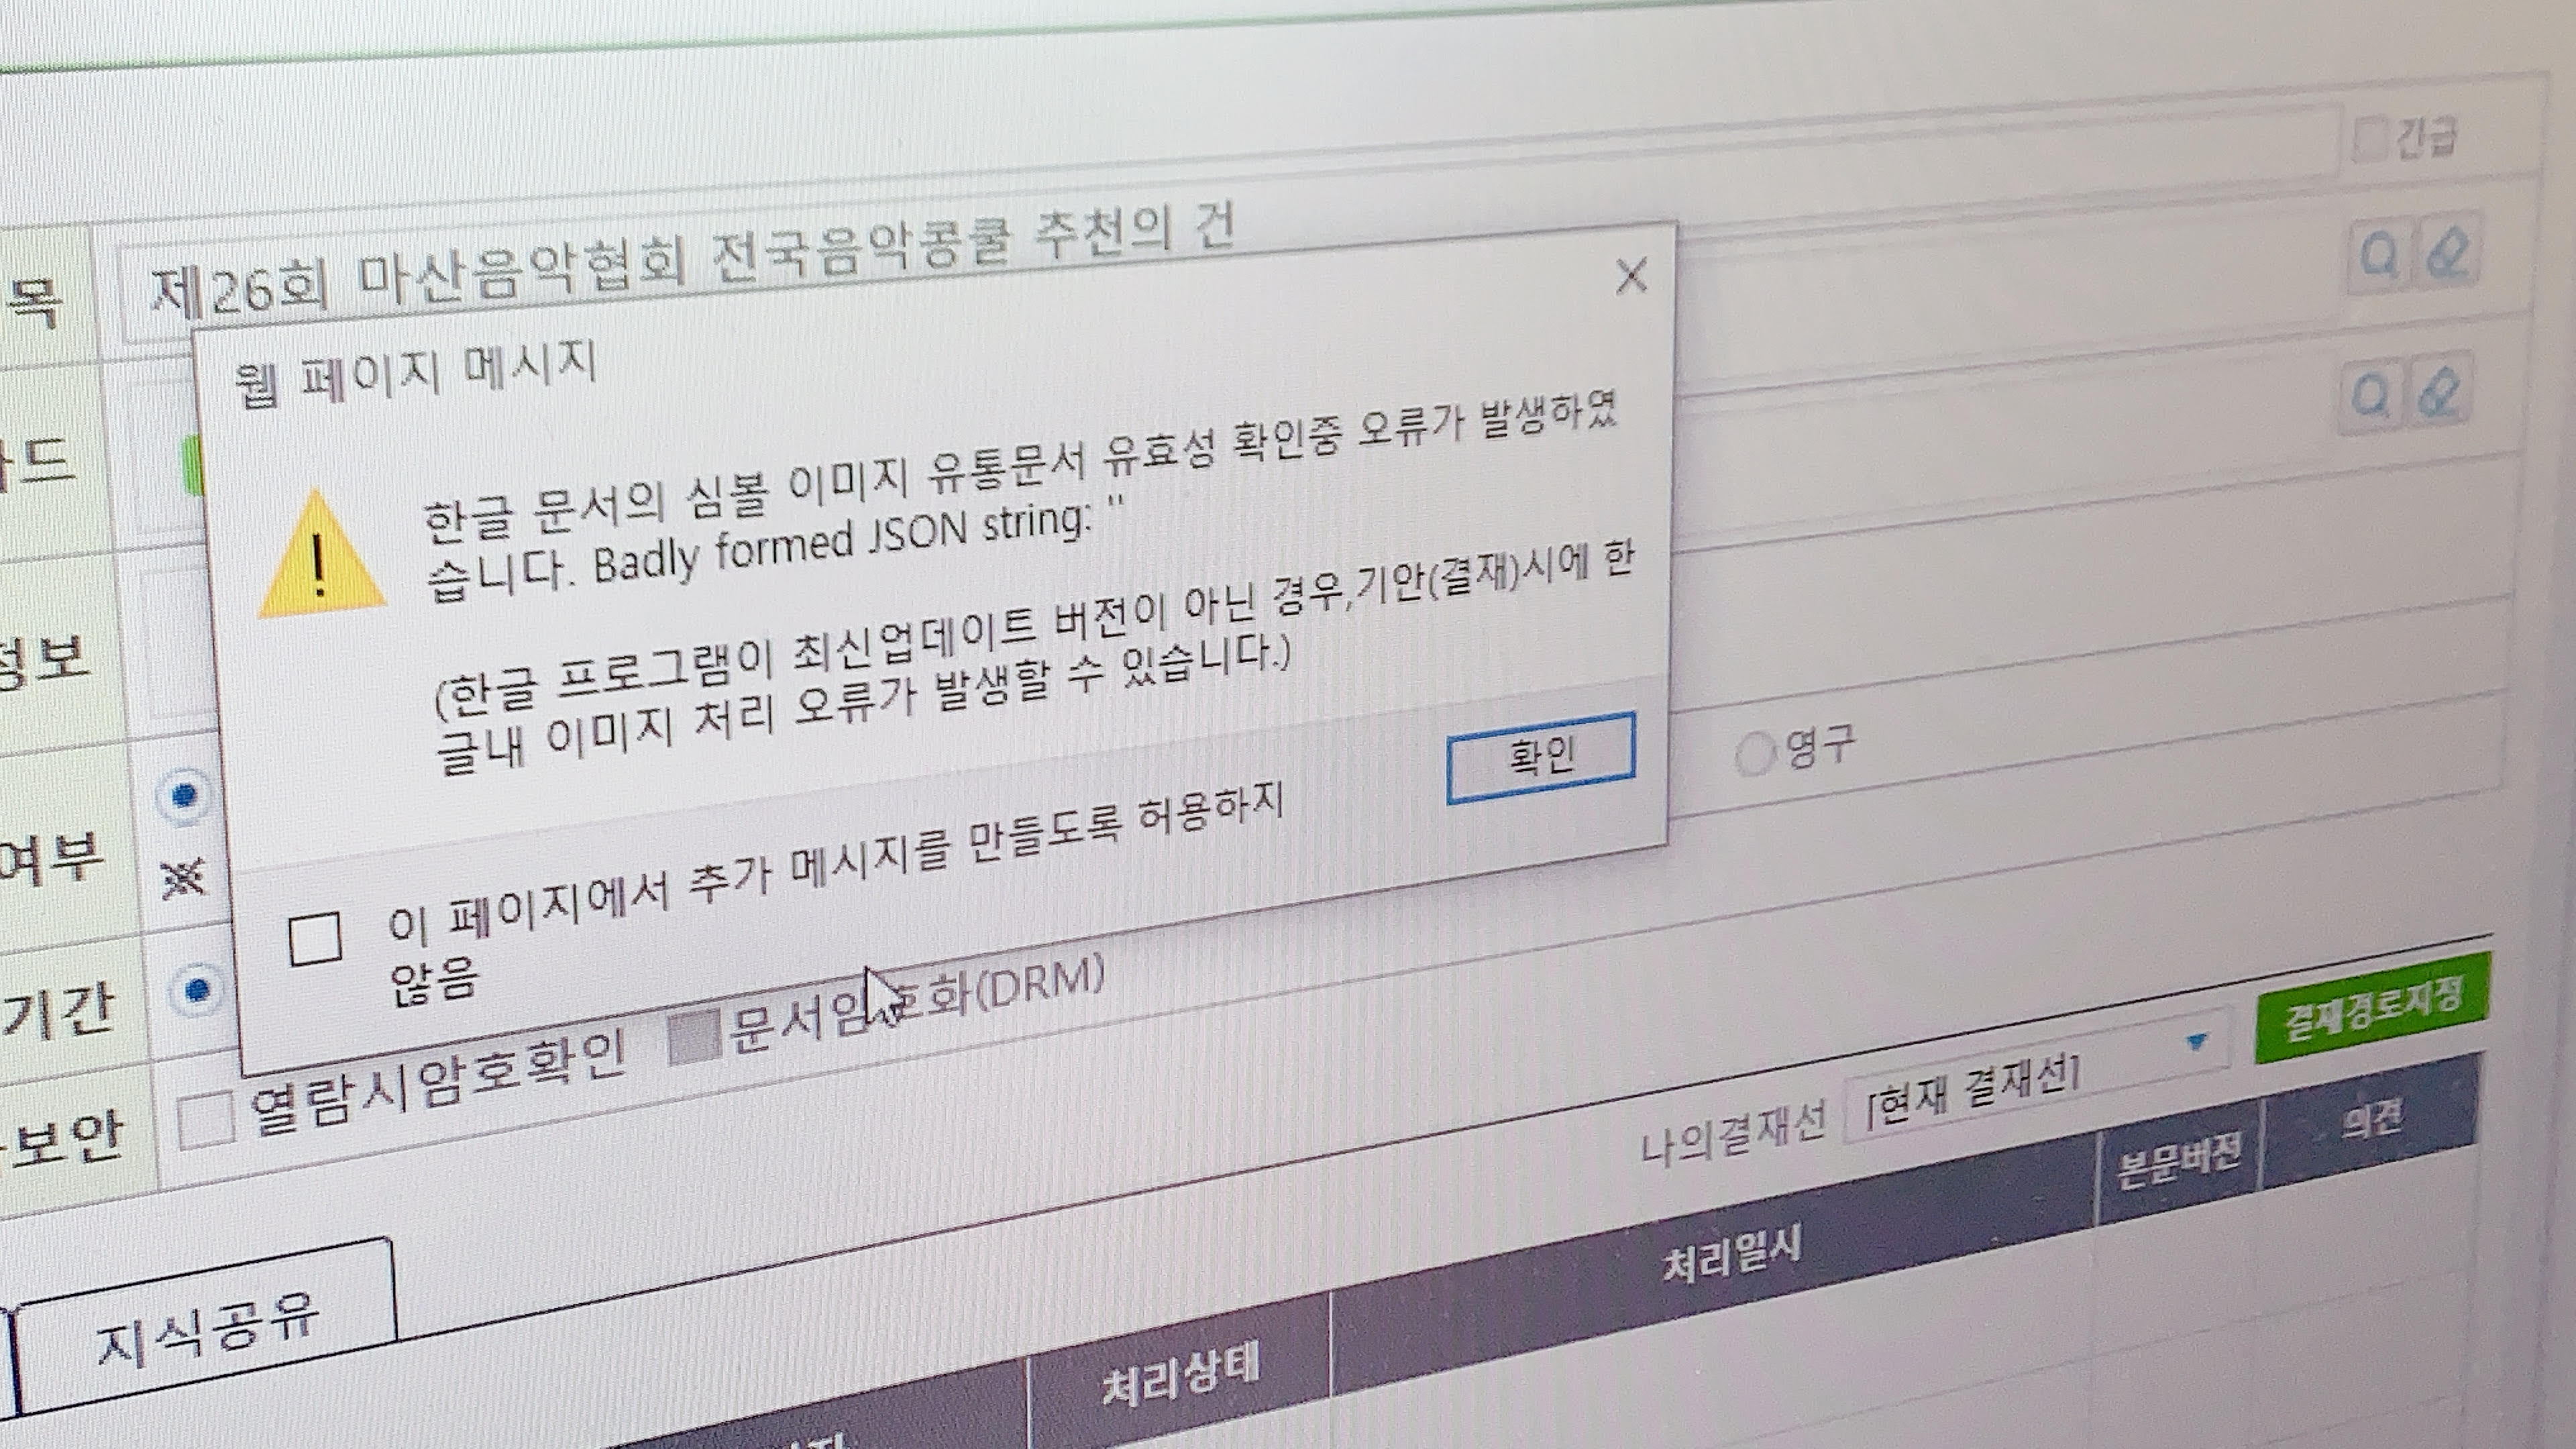 긴급
목
제26회 마산음악협회 전국음악콩쿨 추천의 건
웹 페이지 메시지
한글 문서의 심볼 이미지 유통문서 유효성 확인중 오류가 발생하였
습니다. Badly formed JSON string: ''
(한글 프로그램이 최신업데이트 버전이 아닌 경우,기안(결재)시에 한
글내 이미지 처리 오류가 발생할 수 있습니다.)
확인
이 페이지에서 추가 메시지를 만들도록 허용하지
않음
드
정보
여부
※
영구
기간
보안
열람시암호확인
문서암호화(DRM)
나의결재선
[현재 결재선]
결재경로지정
지식공유
처리상태
처리일시
본문버전
의견